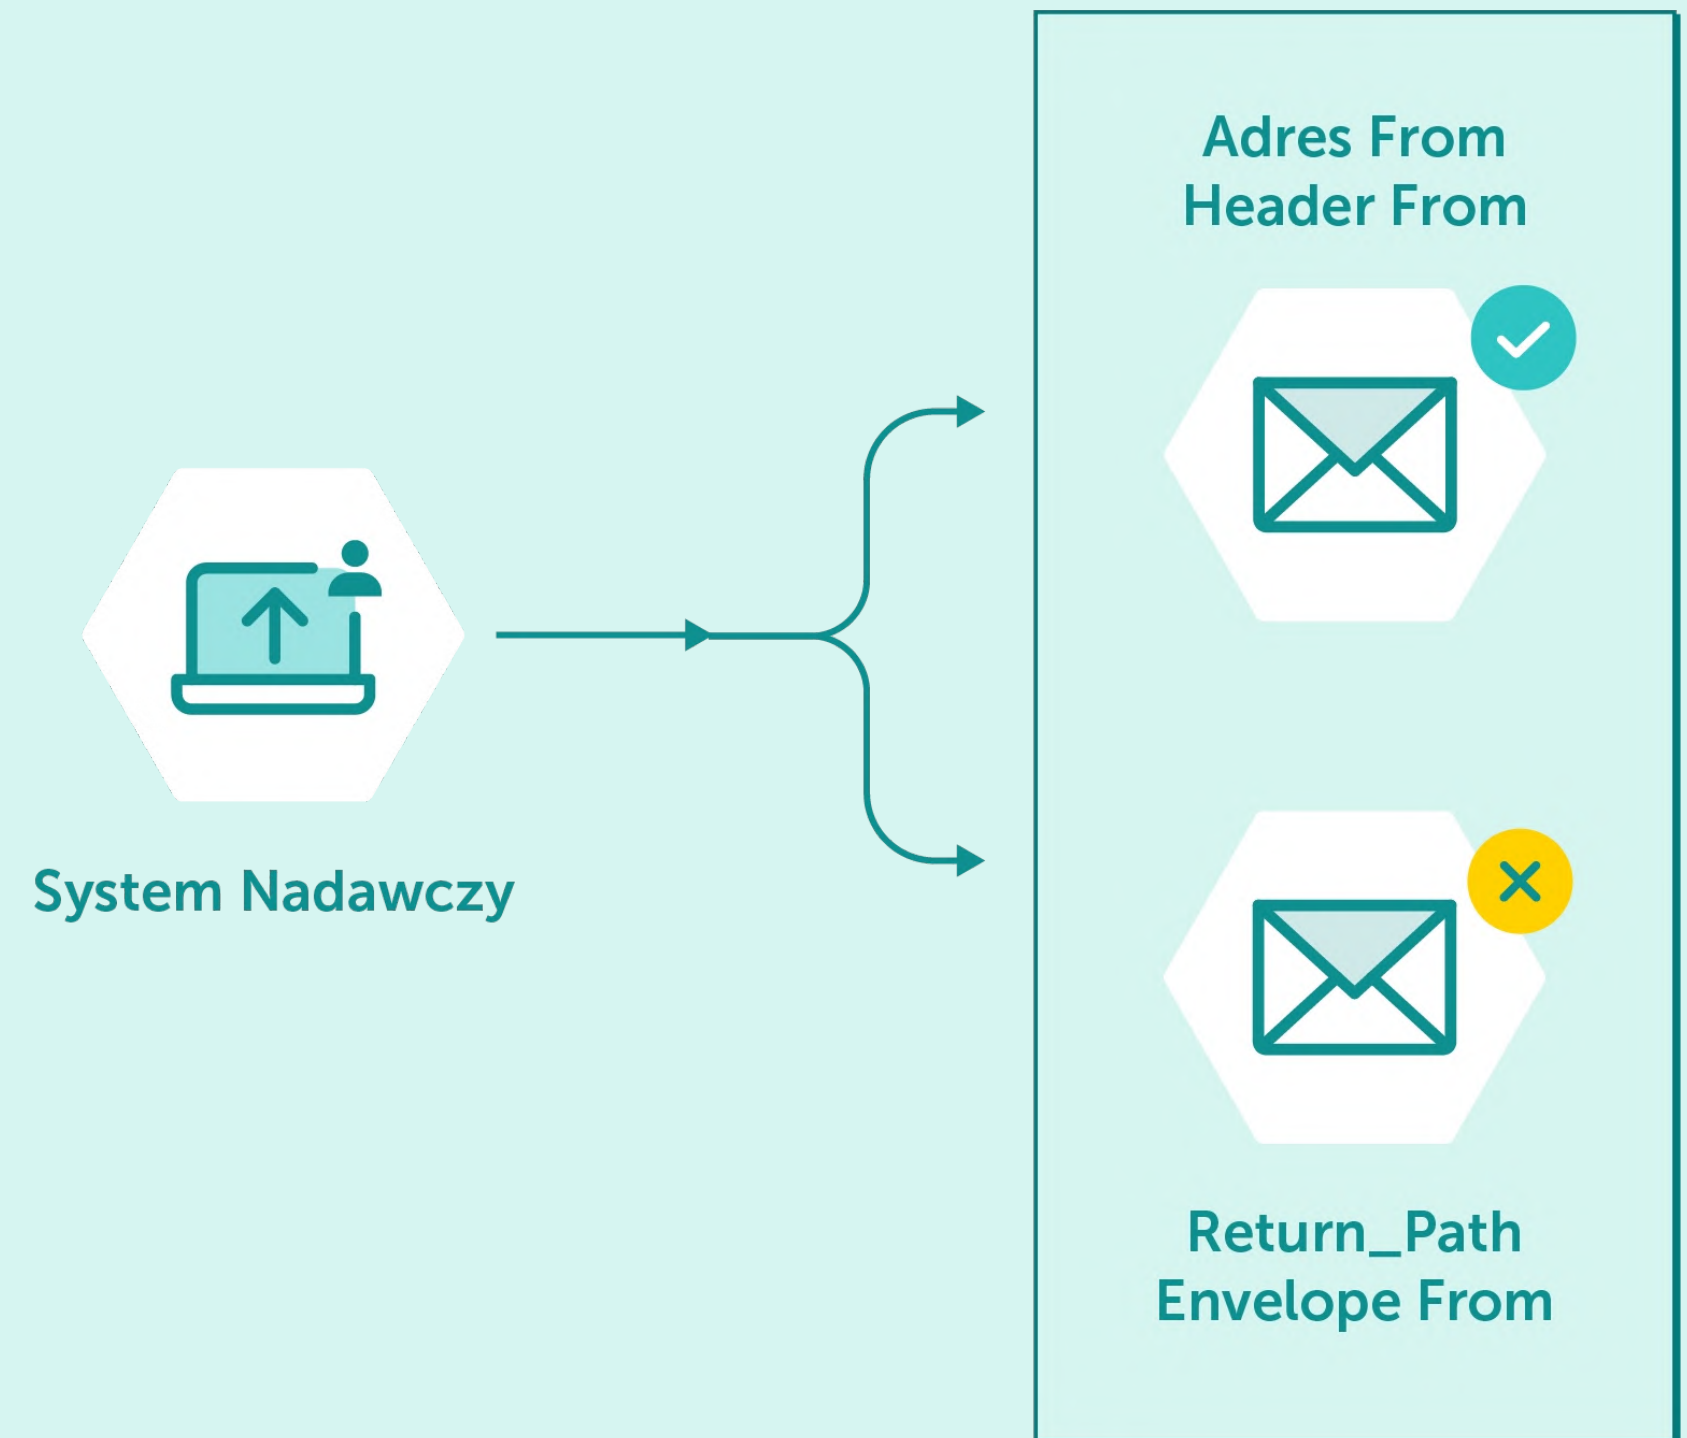 Adres From
Header From
System Nadawczy
Return_Path
Envelope From